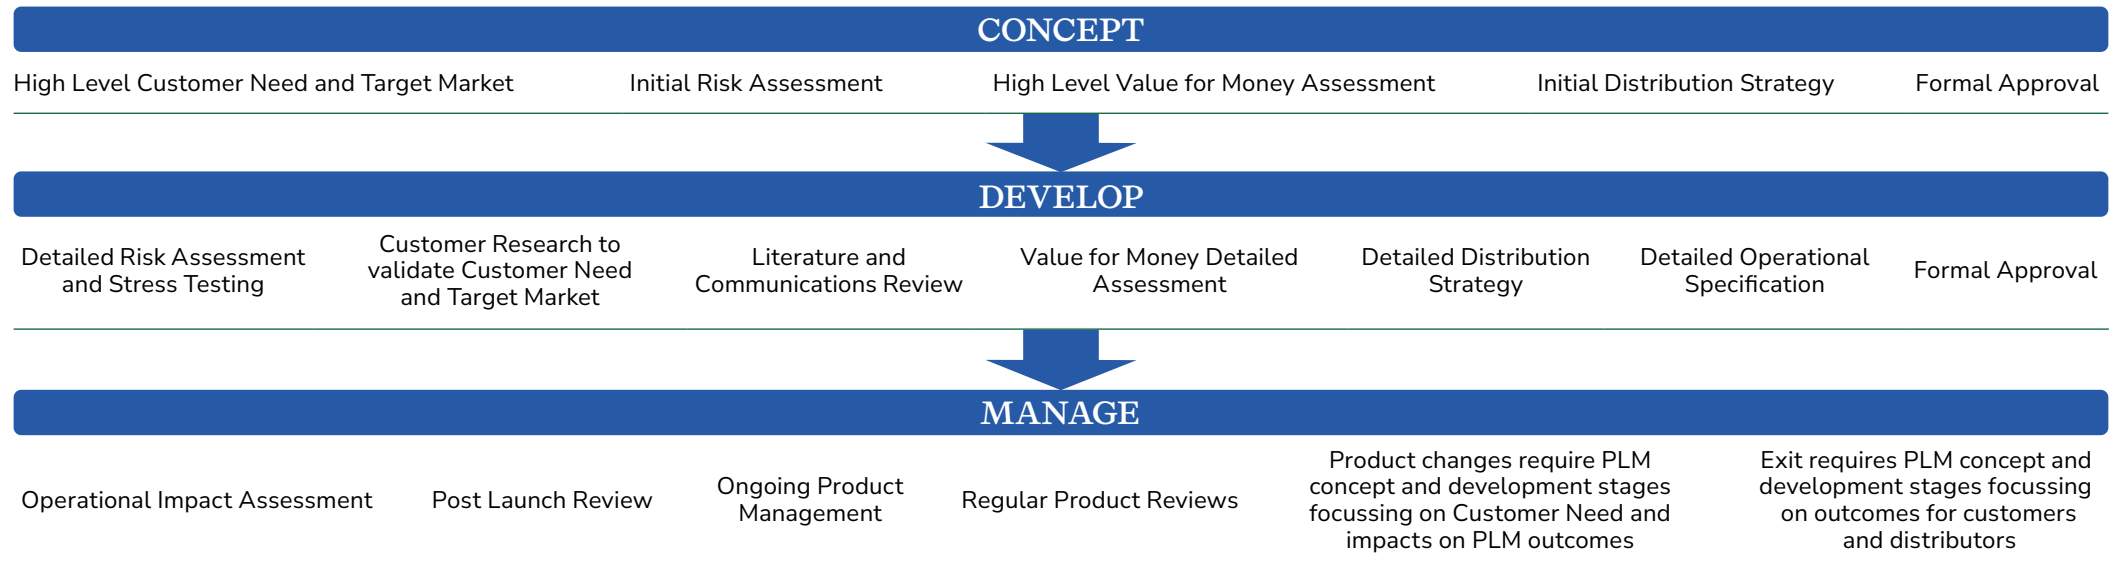 CONCEPT
High Level Customer Need and Target Market
Initial Risk Assessment
High Level Value for Money Assessment
Initial Distribution Strategy
Formal Approval
DEVELOP
Detailed Risk Assessment
and Stress Testing
Customer Research to
validate Customer Need
and Target Market
Literature and
Communications Review
Value for Money Detailed
Assessment
Detailed Distribution
Strategy
Detailed Operational
Specification
Formal Approval
MANAGE
Operational Impact Assessment
Post Launch Review
Ongoing Product
Management
Regular Product Reviews
Product changes require PLM
concept and development stages
focussing on Customer Need and
impacts on PLM outcomes
Exit requires PLM concept and
development stages focussing
on outcomes for customers
and distributors